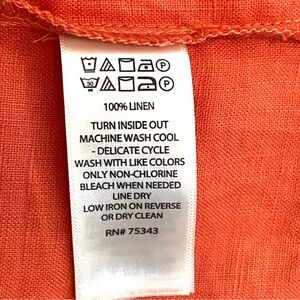 100% LINEN
TURN INSIDE OUT
MACHINE WASH COOL
- DELICATE CYCLE
WASH WITH LIKE COLORS
ONLY NON-CHLORINE
BLEACH WHEN NEEDED
LINE DRY
LOW IRON ON REVERSE
OR DRY CLEAN
RN# 75343